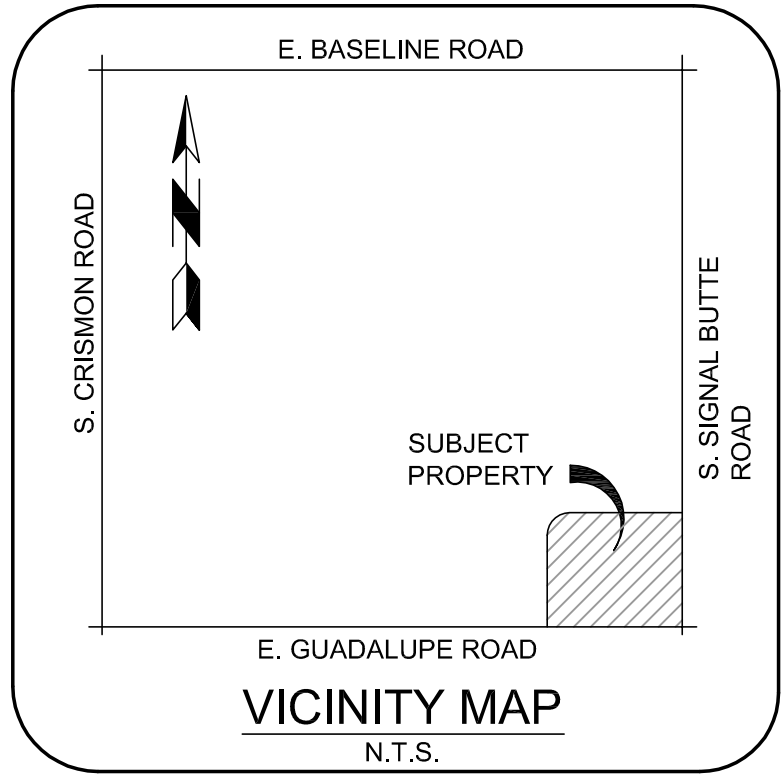 E. BASELINE ROAD
N
S. CRISMON ROAD
S. SIGNAL BUTTE
ROAD
SUBJECT
PROPERTY
E. GUADALUPE ROAD
VICINITY MAP
N.T.S.